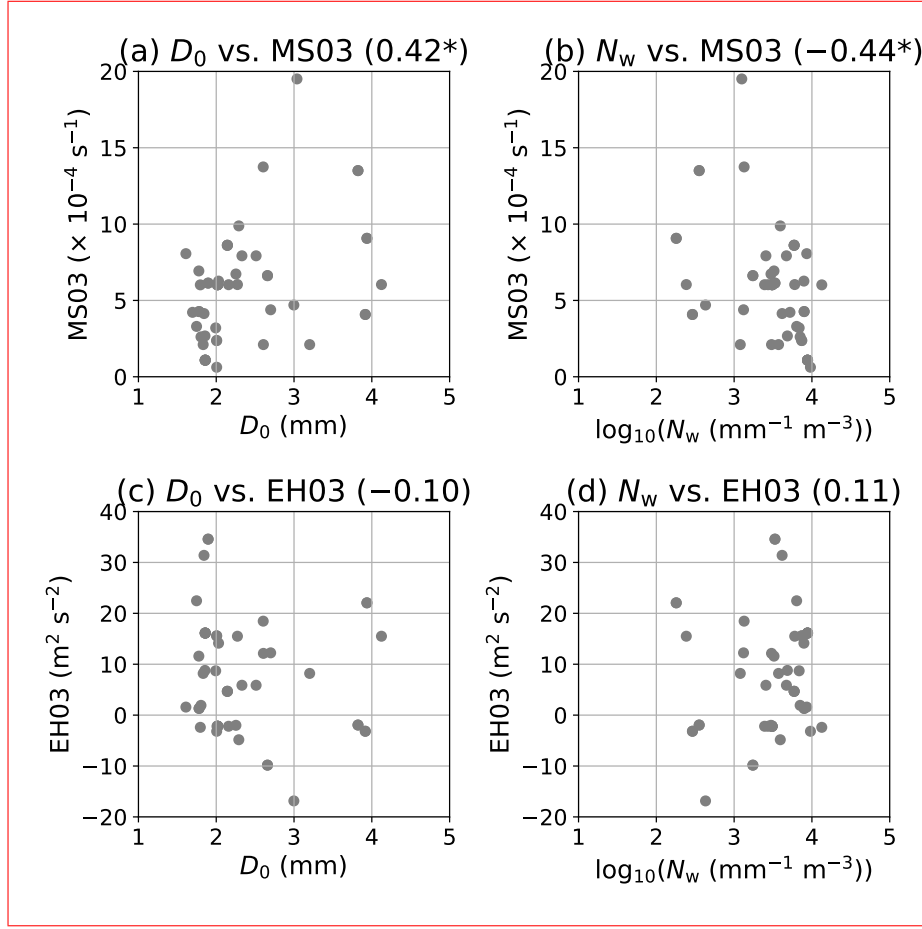 (a) D₀ vs. MS03 (0.42*)
20
15
10
5
0
MS03 (× 10⁻⁴ s⁻¹)
1 2 3 4 5
D₀ (mm)
(b) N_w vs. MS03 (−0.44*)
20
15
10
5
0
MS03 (× 10⁻⁴ s⁻¹)
1 2 3 4 5
log₁₀(N_w (mm⁻¹ m⁻³))
(c) D₀ vs. EH03 (−0.10)
40
30
20
10
0
−10
−20
EH03 (m² s⁻²)
1 2 3 4 5
D₀ (mm)
(d) N_w vs. EH03 (0.11)
40
30
20
10
0
−10
−20
EH03 (m² s⁻²)
1 2 3 4 5
log₁₀(N_w (mm⁻¹ m⁻³))